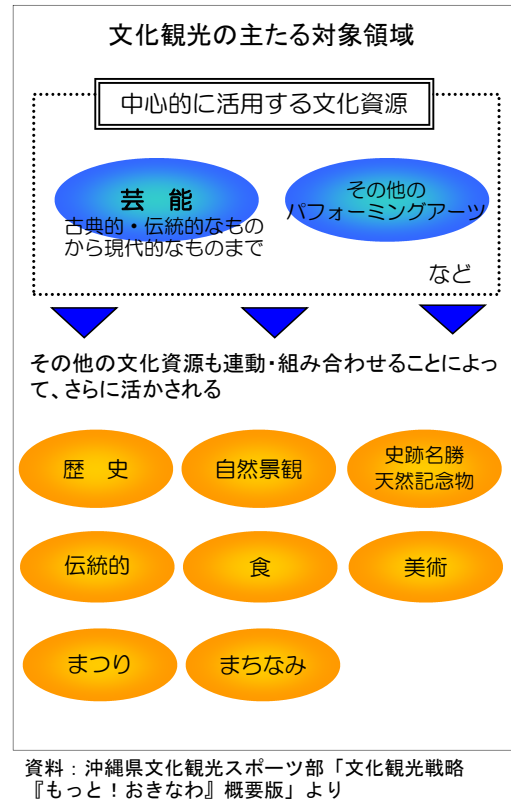 文化観光の主たる対象領域
中心的に活用する文化資源
芸　能
古典的・伝統的なもの
から現代的なものまで
その他の
パフォーミングアーツ
など
その他の文化資源も連動・組み合わせることによっ
て、さらに活かされる
歴　史
自然景観
史跡名勝
天然記念物
伝統的
食
美術
まつり
まちなみ
資料：沖縄県文化観光スポーツ部「文化観光戦略
『もっと！おきなわ』概要版」より